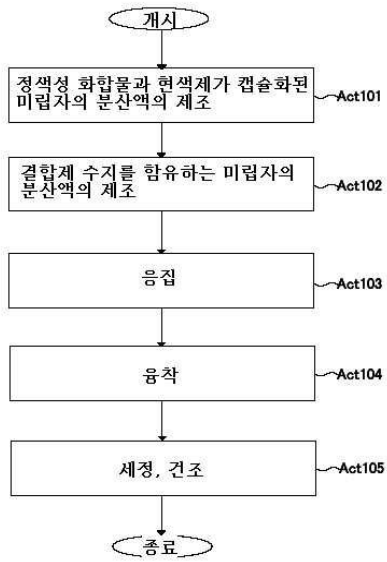 개시
정색성 화합물과 현색제가 캡슐화된
미립자의 분산액의 제조
Act101
결합제 수지를 함유하는 미립자의
분산액의 제조
Act102
응집
Act103
융착
Act104
세정, 건조
Act105
종료